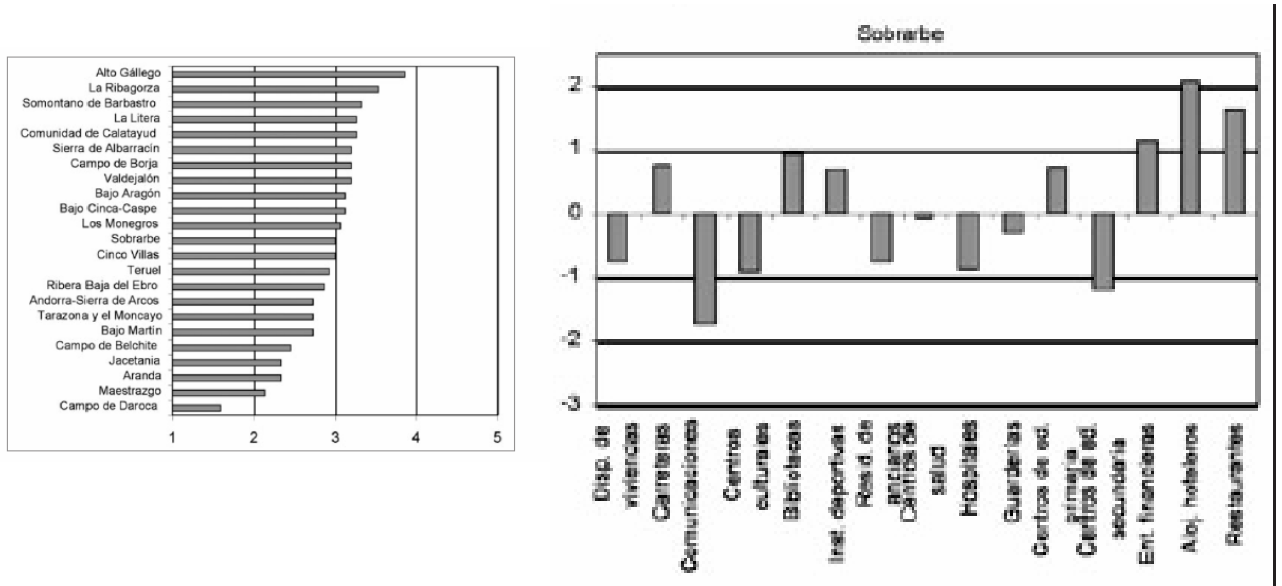 Alto Gállego
La Ribagorza
Somontano de Barbastro
La Litera
Comunidad de Calatayud
Sierra de Albarracín
Campo de Borja
Valdejalón
Bajo Aragón
Bajo Cinca-Caspe
Los Monegros
Sobrarbe
Cinco Villas
Teruel
Ribera Baja del Ebro
Andorra-Sierra de Arcos
Tarazona y el Moncayo
Bajo Martín
Campo de Belchite
Jacetania
Aranda
Maestrazgo
Campo de Daroca
1 2 3 4 5
Sobrarbe
2
1
0
-1
-2
-3
Disp. de
viviendas
Carreteras
Comunicaciones
Centros
culturales
Bibliotecas
Inst. deportivas
Resid. de
ancianos
Centros de
salud
Hospitales
Guarderías
Centros de ed.
primaria
Centros de ed.
secundaria
Ent. financieros
Aloj. hoteleros
Restaurantes